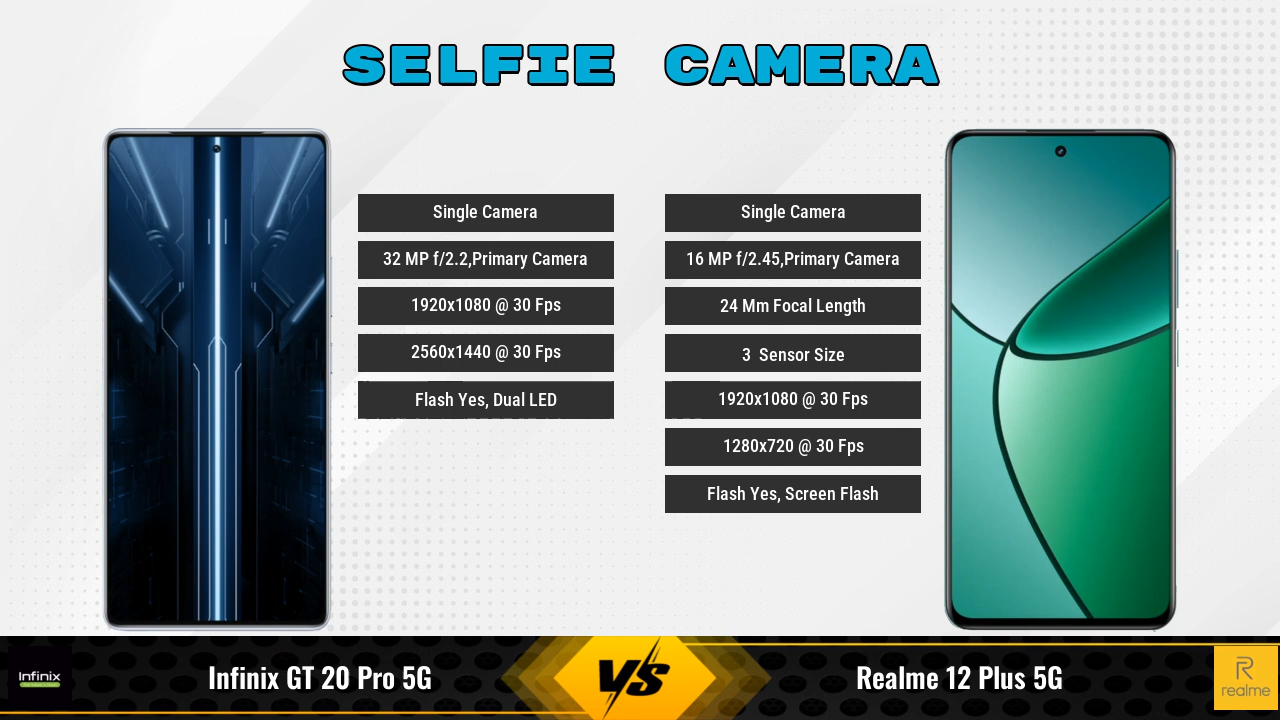 SELFIE CAMERA
Single Camera
32 MP f/2.2,Primary Camera
1920x1080 @ 30 Fps
2560x1440 @ 30 Fps
Flash Yes, Dual LED
Single Camera
16 MP f/2.45,Primary Camera
24 Mm Focal Length
3 Sensor Size
1920x1080 @ 30 Fps
1280x720 @ 30 Fps
Flash Yes, Screen Flash
Infinix
Infinix GT 20 Pro 5G
VS
Realme 12 Plus 5G
R
realme